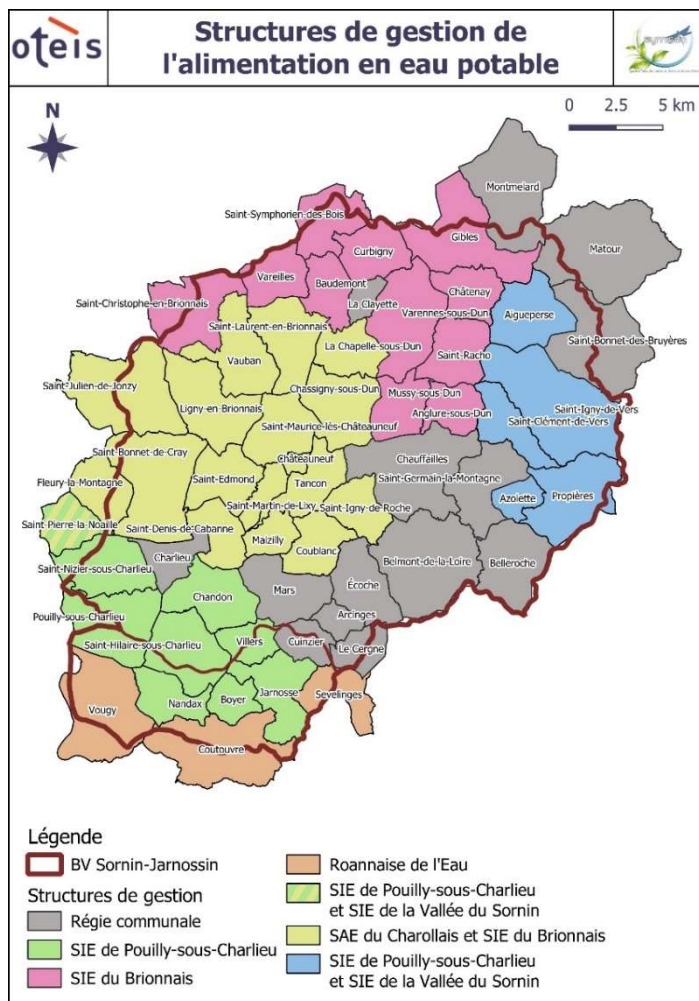 oteis
Structures de gestion de
l'alimentation en eau potable
N
0 2.5 5 km
Montmelard
Saint-Symphorien-des-Bois
Gibles
Curbigny
Matour
Vareilles
Baudemont
Châtenay
Saint-Christophe-en-Brionnais
La Clayette
Varennes-sous-Dun
Aigueperse
Saint-Laurent-en-Brionnais
La Chapelle-sous-Dun
Saint-Bonnet-des-Bruyères
Vauban
Saint-Racho
Saint-Julien-de-Jonzy
Chassigny-sous-Dun
Mussy-sous-Dun
Ligny-en-Brionnais
Anglure-sous-Dun
Saint-Igny-de-Vers
Saint-Clément-de-Vers
Saint-Maurice-lès-Châteauneuf
Saint-Bonnet-de-Cray
Châteauneuf
Chauffailles
Fleury-la-Montagne
Saint-Edmond
Tancon
Saint-Germain-la-Montagne
Saint-Martin-de-Lixy
Saint-Igny-de-Roche
Azolette
Propières
Saint-Pierre-la-Noaille
Saint-Denis-de-Cabanne
Maizilly
Coublanc
Charlieu
Belmont-de-la-Loire
Belleroche
Saint-Nizier-sous-Charlieu
Écoche
Mars
Chandon
Arcinges
Pouilly-sous-Charlieu
Villers
Cuinzier
Saint-Hilaire-sous-Charlieu
Le Cergne
Jarnosse
Sevelinges
Boyer
Nandax
Vougy
Coutouvre
Légende
BV Sornin-Jarnossin
Structures de gestion
Régie communale
SIE de Pouilly-sous-Charlieu
SIE du Brionnais
Roannaise de l'Eau
SIE de Pouilly-sous-Charlieu
et SIE de la Vallée du Sornin
SAE du Charollais et SIE du Brionnais
SIE de Pouilly-sous-Charlieu
et SIE de la Vallée du Sornin